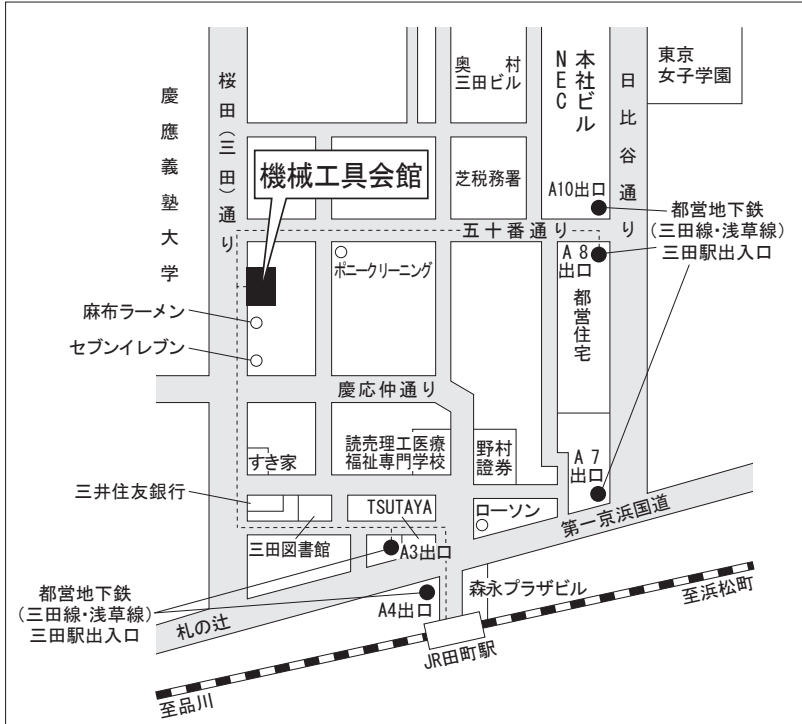 慶應義塾大学
桜田(三田)通り
奥村
三田ビル
NEC
本社ビル
日比谷通り
東京
女子学園
機械工具会館
芝税務署
A10出口
都営地下鉄
(三田線・浅草線)
三田駅出入口
五十番通り
A 8
出口
ポニークリーニング
麻布ラーメン
セブンイレブン
都営住宅
慶応仲通り
すき家
読売理工医療
福祉専門学校
野村
證券
A 7
出口
三井住友銀行
TSUTAYA
ローソン
第一京浜国道
三田図書館
A3出口
都営地下鉄
(三田線・浅草線)
三田駅出入口
A4出口
森永プラザビル
至浜松町
札の辻
JR田町駅
至品川